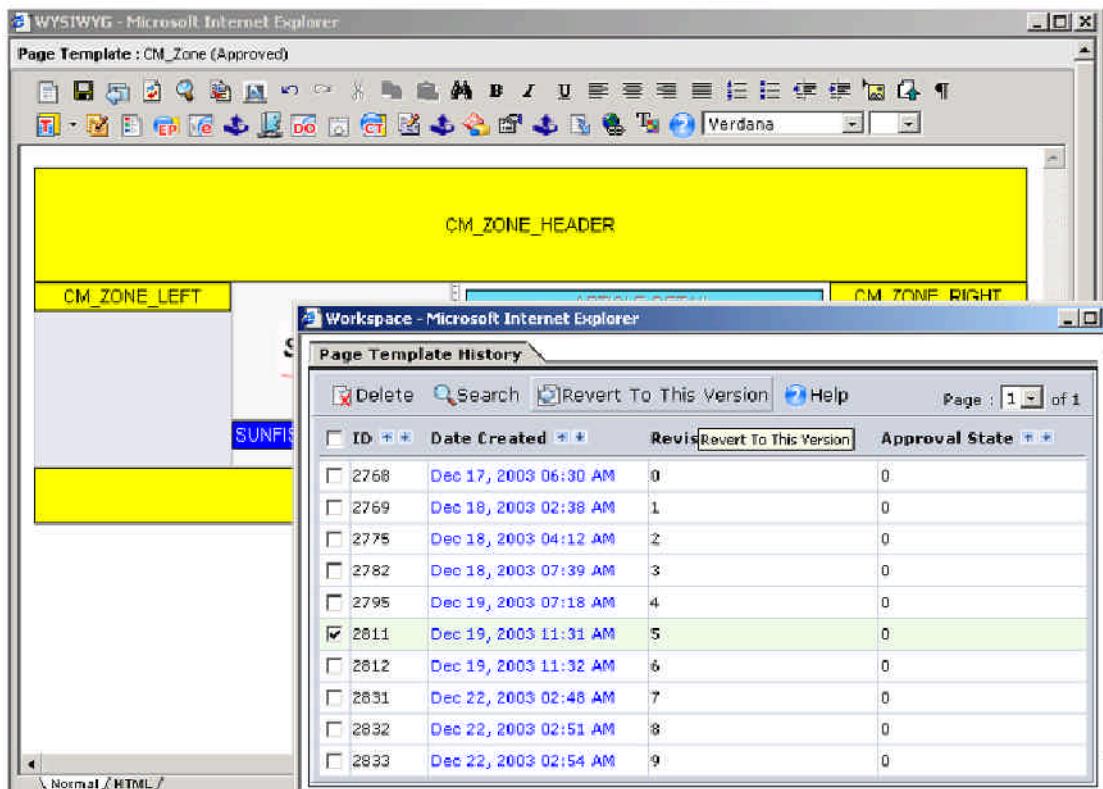 WYSIWYG - Microsoft Internet Explorer
Page Template : CM_Zone (Approved)
B I U
EP DO CT Verdana
CM_ZONE_HEADER
CM_ZONE_LEFT
ARTICLE DETAIL
CM_ZONE_RIGHT
S
SUNFIS
Workspace - Microsoft Internet Explorer
Page Template History
Delete Search Revert To This Version Help Page : 1 of 1
ID Date Created Revis Approval State
Revert To This Version
2768 Dec 17, 2003 06:30 AM 0 0
2769 Dec 18, 2003 02:38 AM 1 0
2775 Dec 18, 2003 04:12 AM 2 0
2782 Dec 18, 2003 07:39 AM 3 0
2795 Dec 19, 2003 07:18 AM 4 0
2811 Dec 19, 2003 11:31 AM 5 0
2812 Dec 19, 2003 11:32 AM 6 0
2831 Dec 22, 2003 02:48 AM 7 0
2832 Dec 22, 2003 02:51 AM 8 0
2833 Dec 22, 2003 02:54 AM 9 0
Normal / HTML /